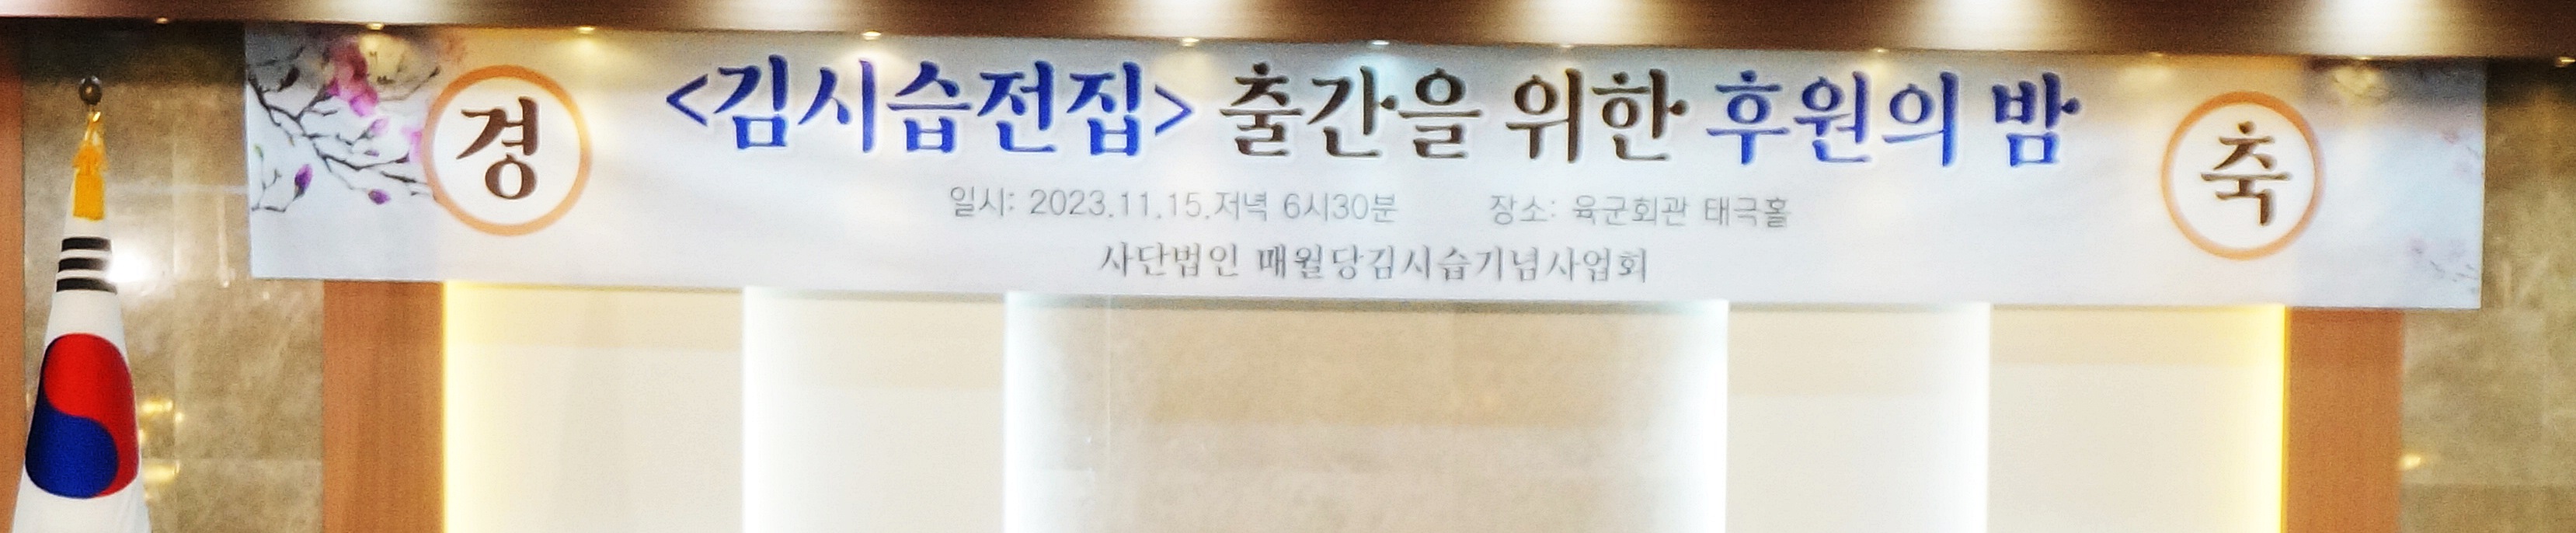 경 <김시습전집> 출간을 위한 후원의 밤 축
일시: 2023.11.15.저녁 6시30분 장소: 육군회관 태극홀
사단법인 매월당김시습기념사업회